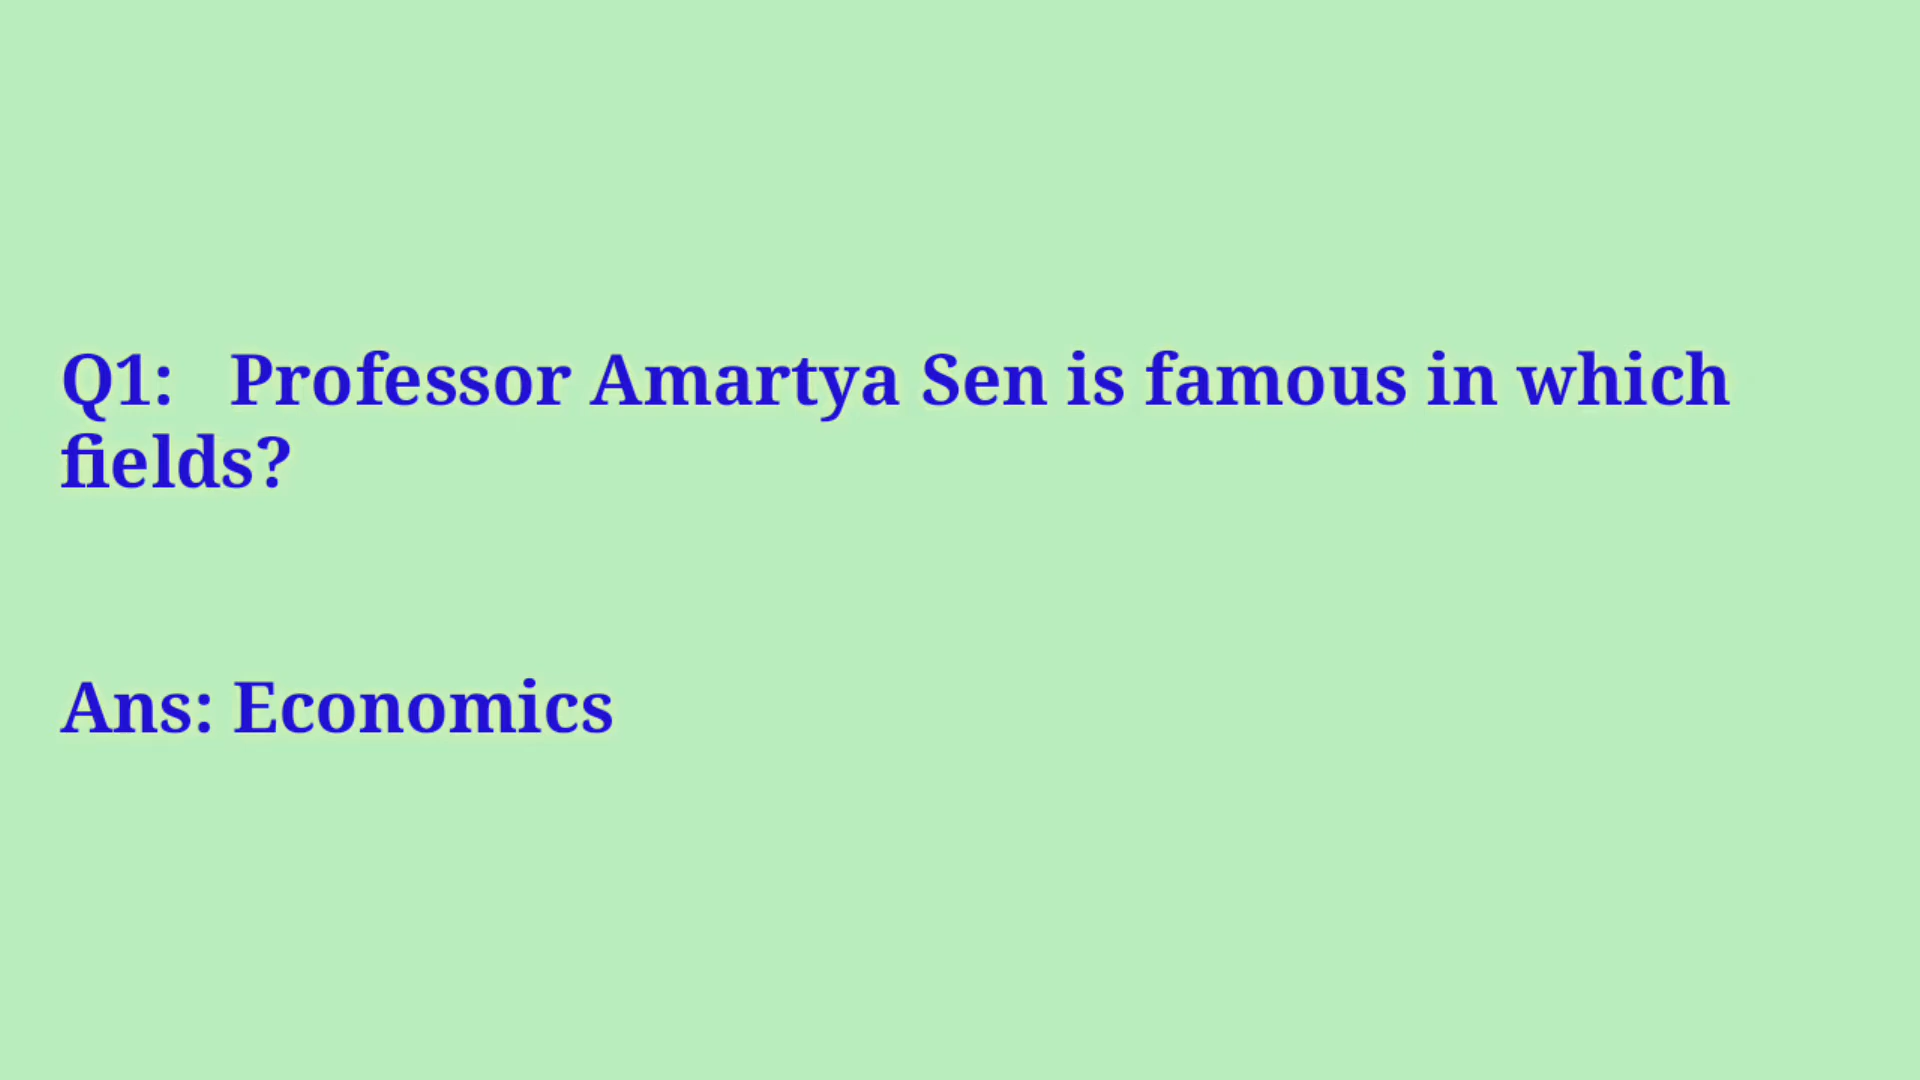 Q1:   Professor Amartya Sen is famous in which
fields?
Ans: Economics